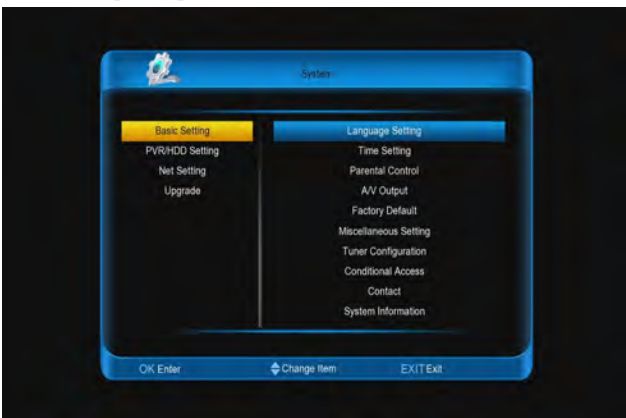 System
Basic Setting
PVR/HDD Setting
Net Setting
Upgrade
Language Setting
Time Setting
Parental Control
A/V Output
Factory Default
Miscellaneous Setting
Tuner Configuration
Conditional Access
Contact
System Information
OK Enter Change Item EXIT Exit